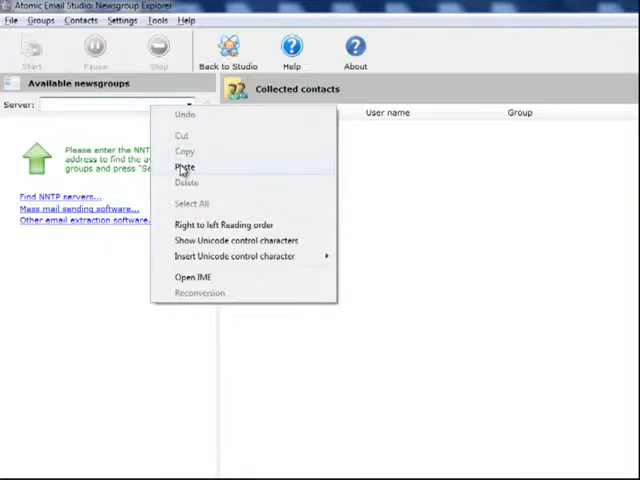 Atomic Email Studio: Newsgroup Explorer
File Groups Contacts Settings Tools Help
Start Pause Stop Back to Studio Help About
Available newsgroups
Collected contacts
Server:
User name Group
Undo
Cut
Copy
Paste
Delete
Select All
Right to left Reading order
Show Unicode control characters
Insert Unicode control character
Open IME
Reconversion
Please enter the NNT
address to find the av
groups and press "Se
Find NNTP servers...
Mass mail sending software...
Other email extraction software.